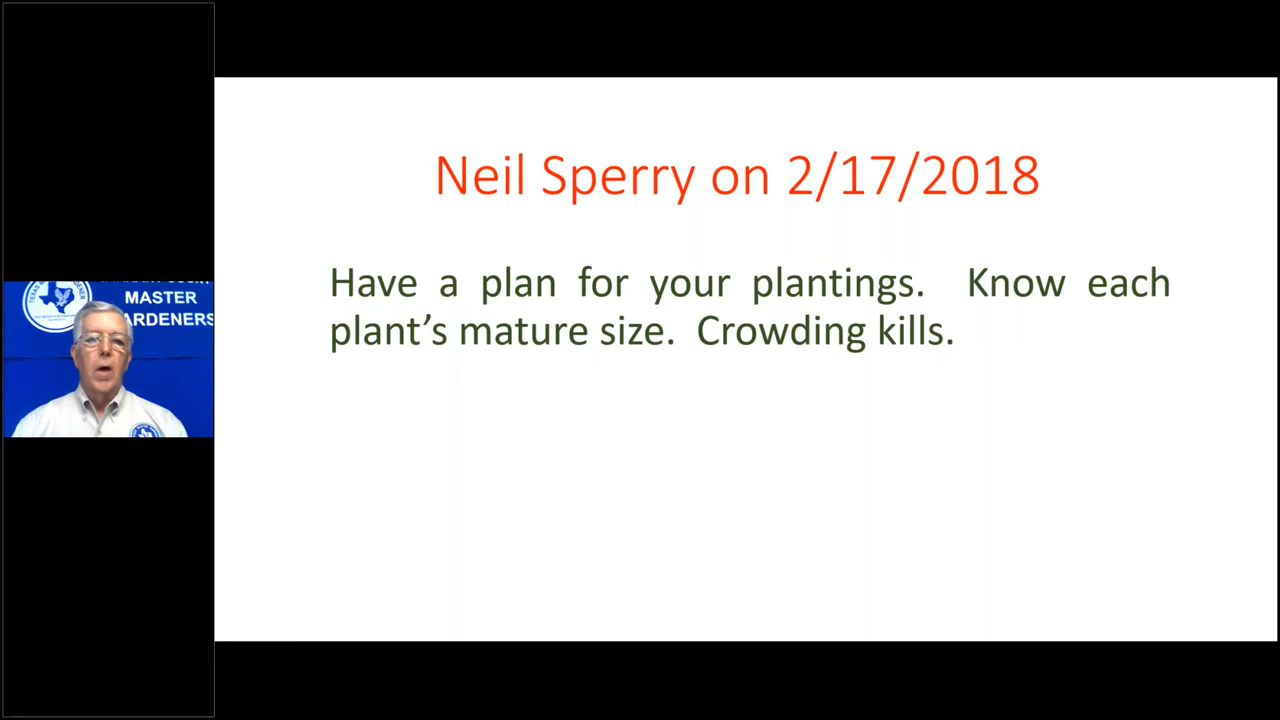 Neil Sperry on 2/17/2018
Have a plan for your plantings. Know each
plant’s mature size. Crowding kills.
MASTER
ARDENERS